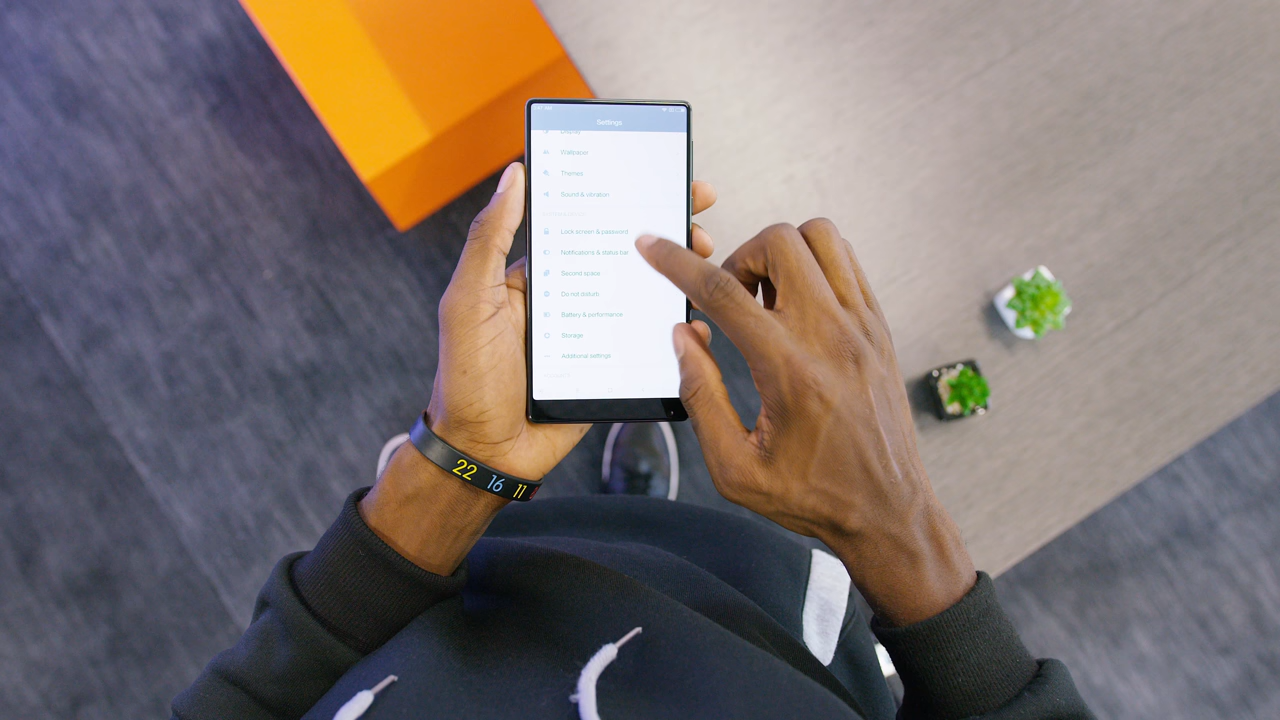 Settings
Display
Wallpaper
Themes
Sound & vibration
Lock screen & password
Notifications & status bar
Second space
Do not disturb
Battery & performance
Storage
Additional settings
22 16 11